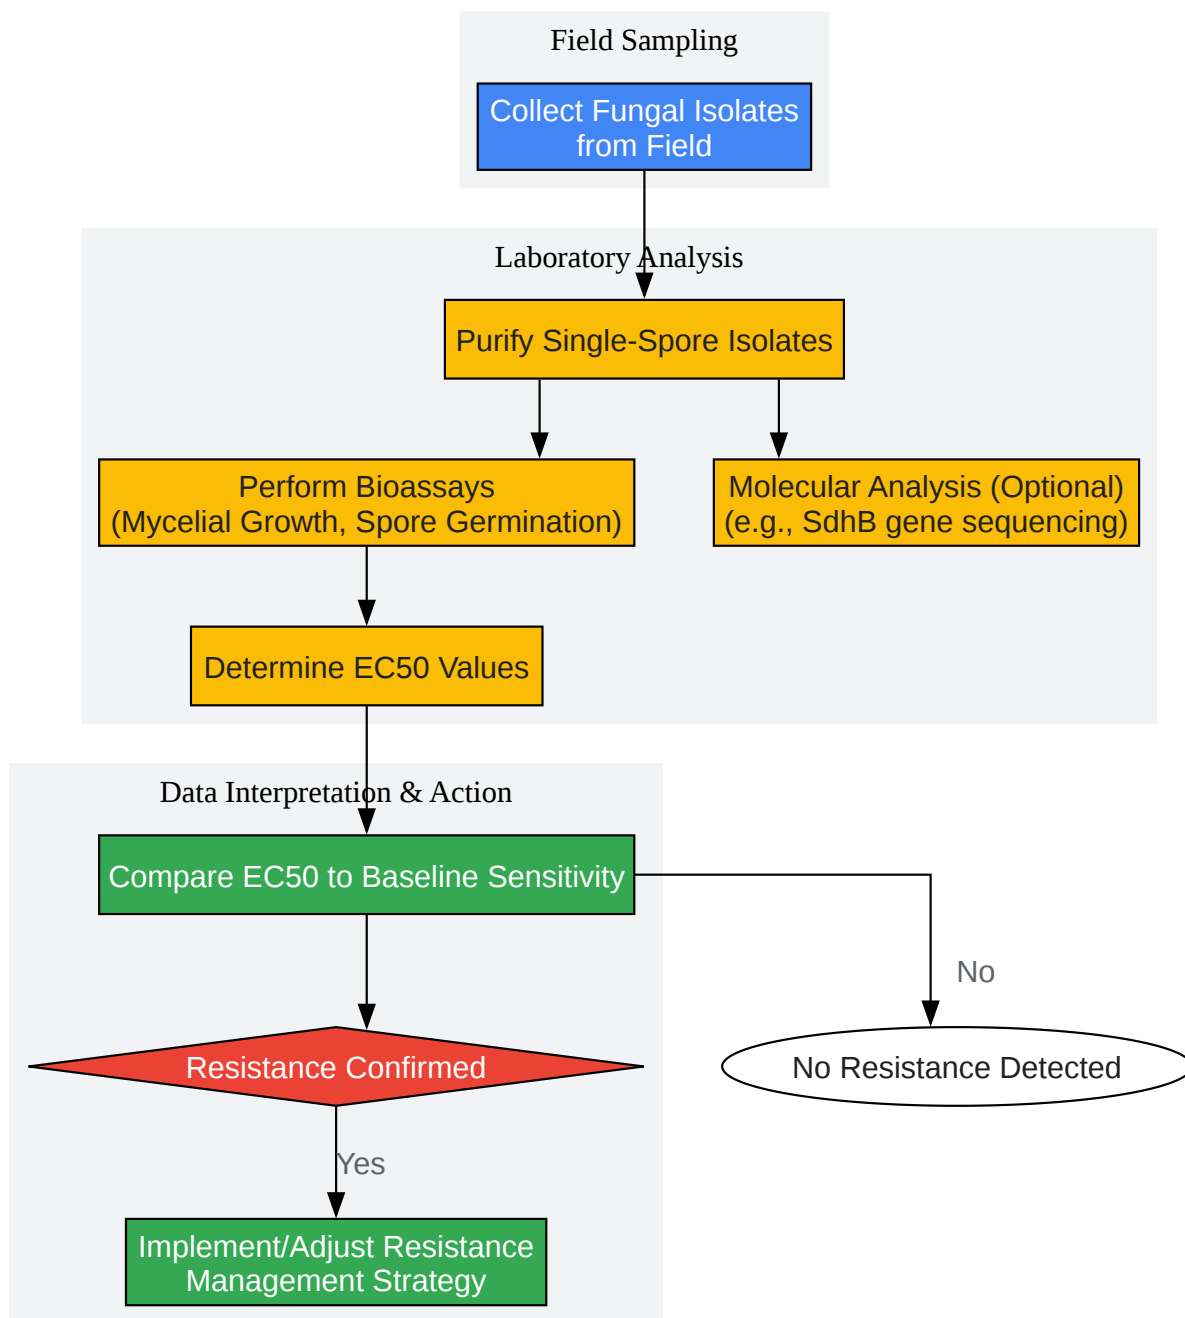 Field Sampling
Collect Fungal Isolates
from Field
Laboratory Analysis
Purify Single-Spore Isolates
Perform Bioassays
(Mycelial Growth, Spore Germination)
Molecular Analysis (Optional)
(e.g., SdhB gene sequencing)
Determine EC50 Values
Data Interpretation & Action
Compare EC50 to Baseline Sensitivity
No
Resistance Confirmed
No Resistance Detected
Yes
Implement/Adjust Resistance
Management Strategy